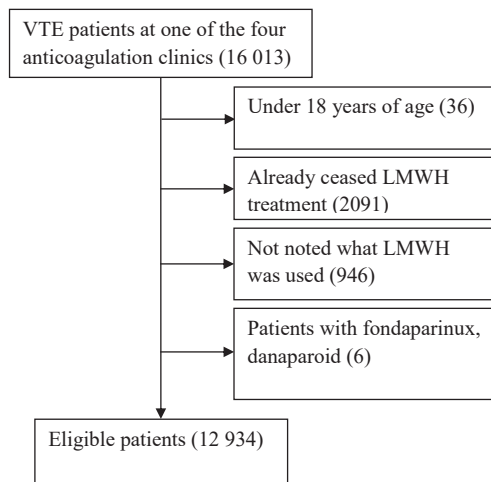 VTE patients at one of the four
anticoagulation clinics (16 013)
Under 18 years of age (36)
Already ceased LMWH
treatment (2091)
Not noted what LMWH
was used (946)
Patients with fondaparinux,
danaparoid (6)
Eligible patients (12 934)